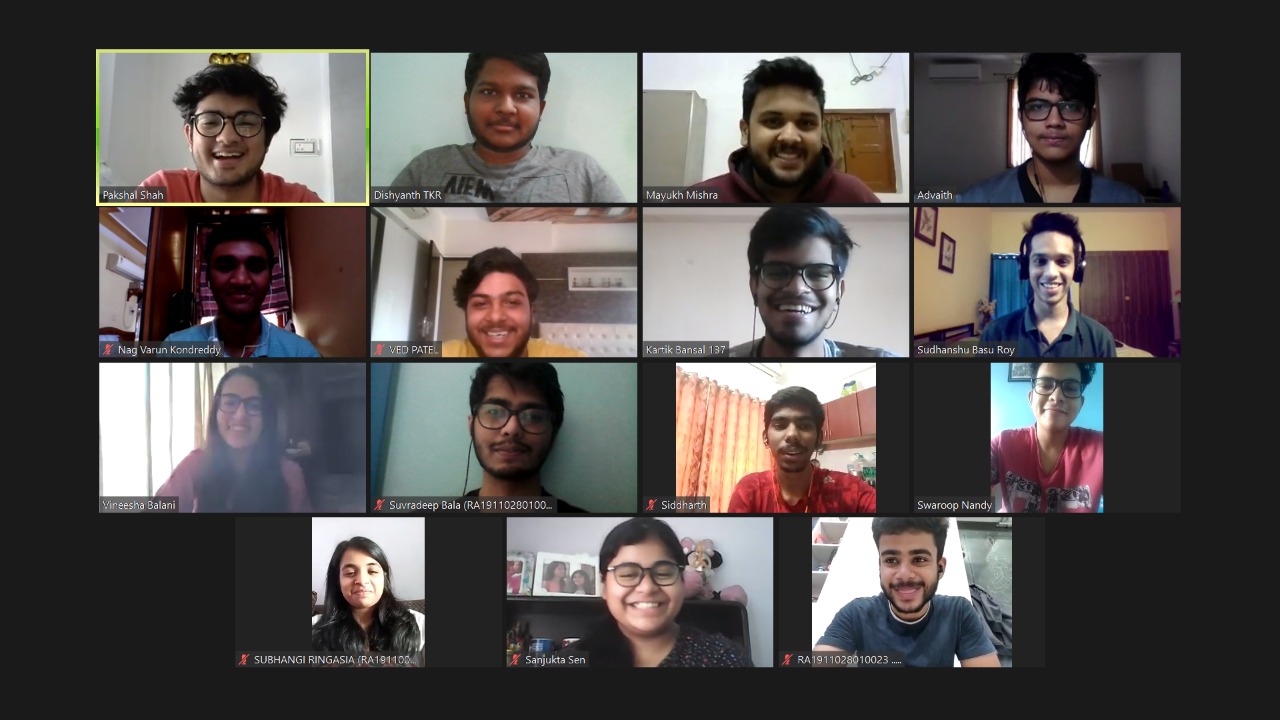 Pakshal Shah
Dishyanth TKR
Mayukh Mishra
Advaith
Nag Varun Kondreddy
VED PATEL
Kartik Bansal 137
Sudhanshu Basu Roy
Vineesha Balani
Suvradeep Bala (RA19110280100...
Siddharth
Swaroop Nandy
SUBHANGI RINGASIA (RA191100...
Sanjukta Sen
RA1911028010023 .....